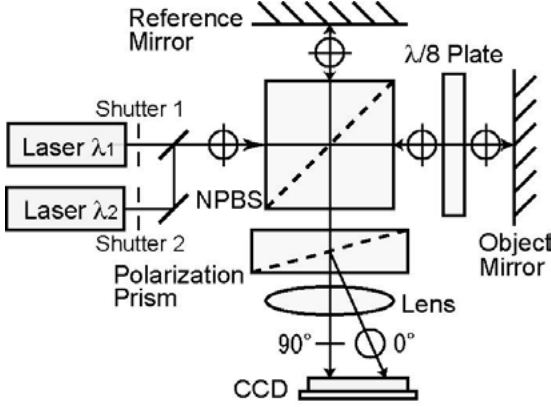 Reference
Mirror
λ/8 Plate
Shutter 1
Laser λ1
Laser λ2
NPBS
Shutter 2
Polarization
Prism
Object
Mirror
Lens
90°
0°
CCD